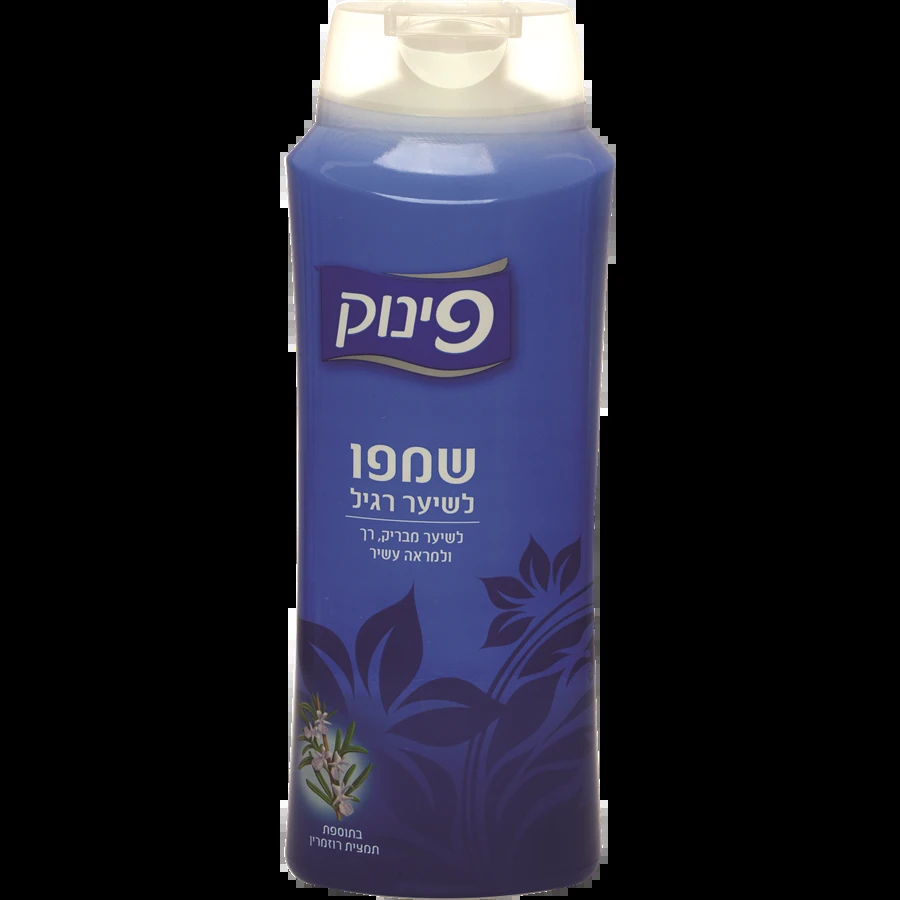 פינוק
שמפו
לשיער רגיל
לשיער מבריק, רך
ולמראה עשיר
בתוספת
תמצית רוזמרין